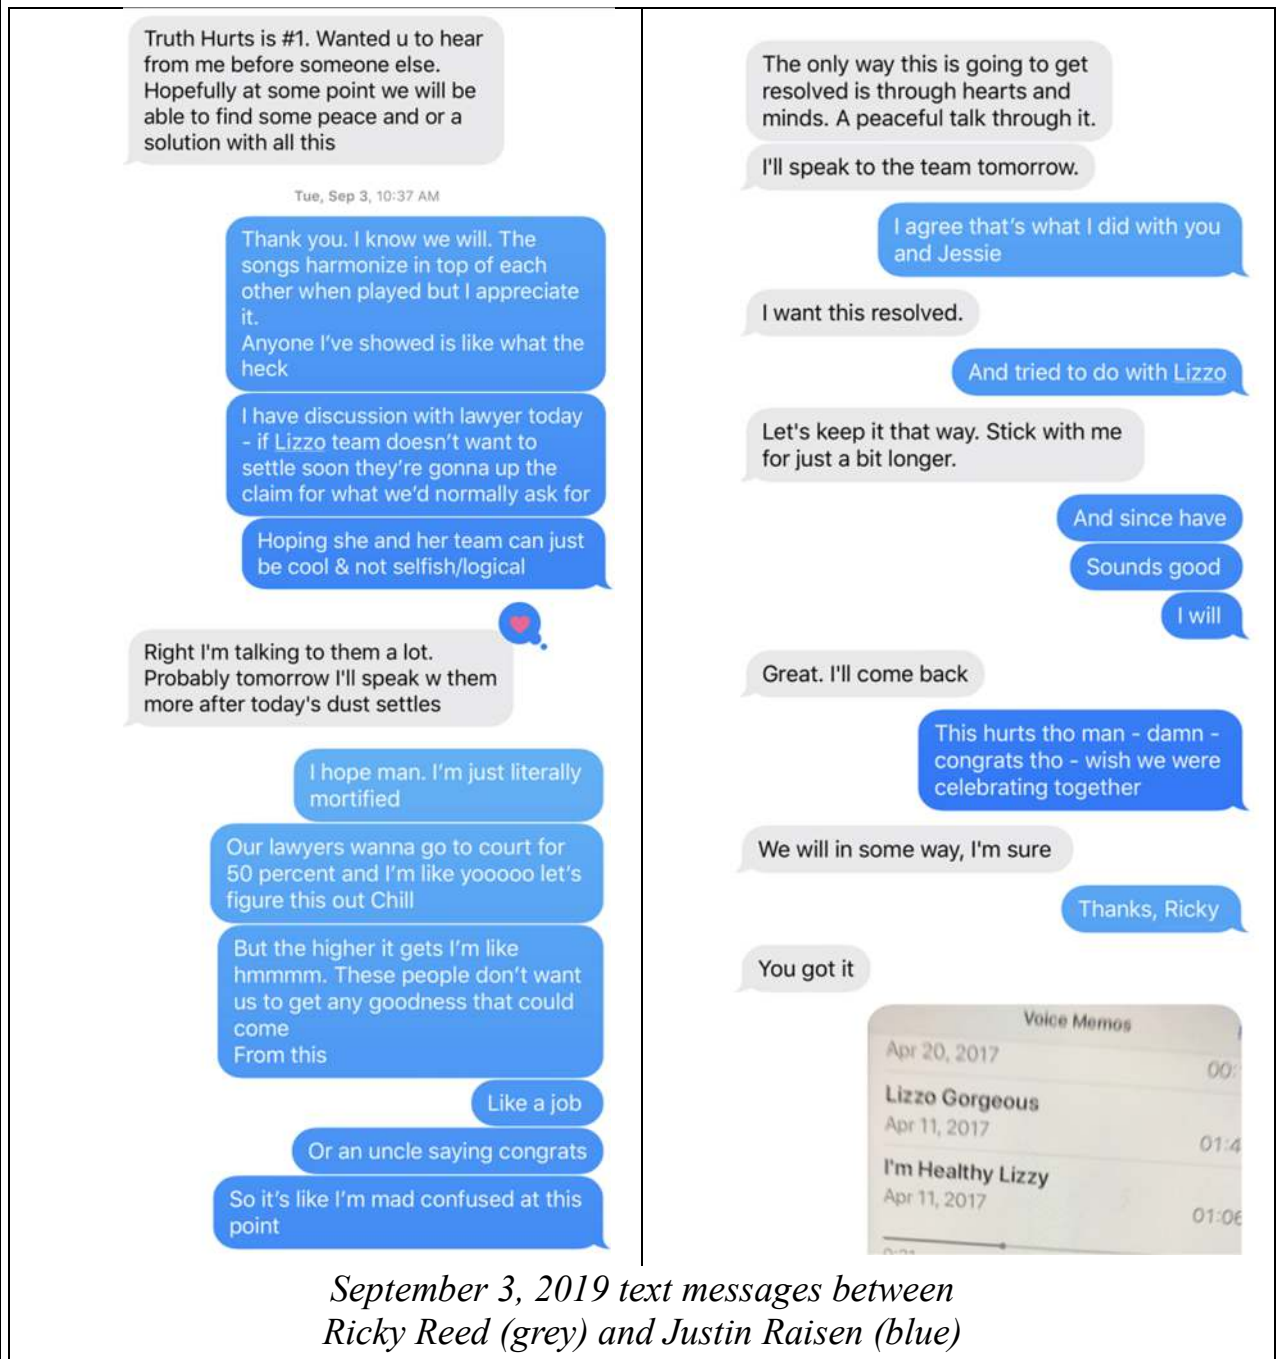 Truth Hurts is #1. Wanted u to hear
from me before someone else.
Hopefully at some point we will be
able to find some peace and or a
solution with all this
Tue, Sep 3, 10:37 AM
Thank you. I know we will. The
songs harmonize in top of each
other when played but I appreciate
it.
Anyone I've showed is like what the
heck
I have discussion with lawyer today
- if Lizzo team doesn't want to
settle soon they're gonna up the
claim for what we'd normally ask for
Hoping she and her team can just
be cool & not selfish/logical
Right I'm talking to them a lot.
Probably tomorrow I'll speak w them
more after today's dust settles
I hope man. I'm just literally
mortified
Our lawyers wanna go to court for
50 percent and I'm like yooooo let's
figure this out Chill
But the higher it gets I'm like
hmmmm. These people don't want
us to get any goodness that could
come
From this
Like a job
Or an uncle saying congrats
So it's like I'm mad confused at this
point
The only way this is going to get
resolved is through hearts and
minds. A peaceful talk through it.
I'll speak to the team tomorrow.
I agree that's what I did with you
and Jessie
I want this resolved.
And tried to do with Lizzo
Let's keep it that way. Stick with me
for just a bit longer.
And since have
Sounds good
I will
Great. I'll come back
This hurts tho man - damn -
congrats tho - wish we were
celebrating together
We will in some way, I'm sure
Thanks, Ricky
You got it
Voice Memos
Apr 20, 2017
00:
Lizzo Gorgeous
Apr 11, 2017
01:4
I'm Healthy Lizzy
Apr 11, 2017
01:06
September 3, 2019 text messages between
Ricky Reed (grey) and Justin Raisen (blue)